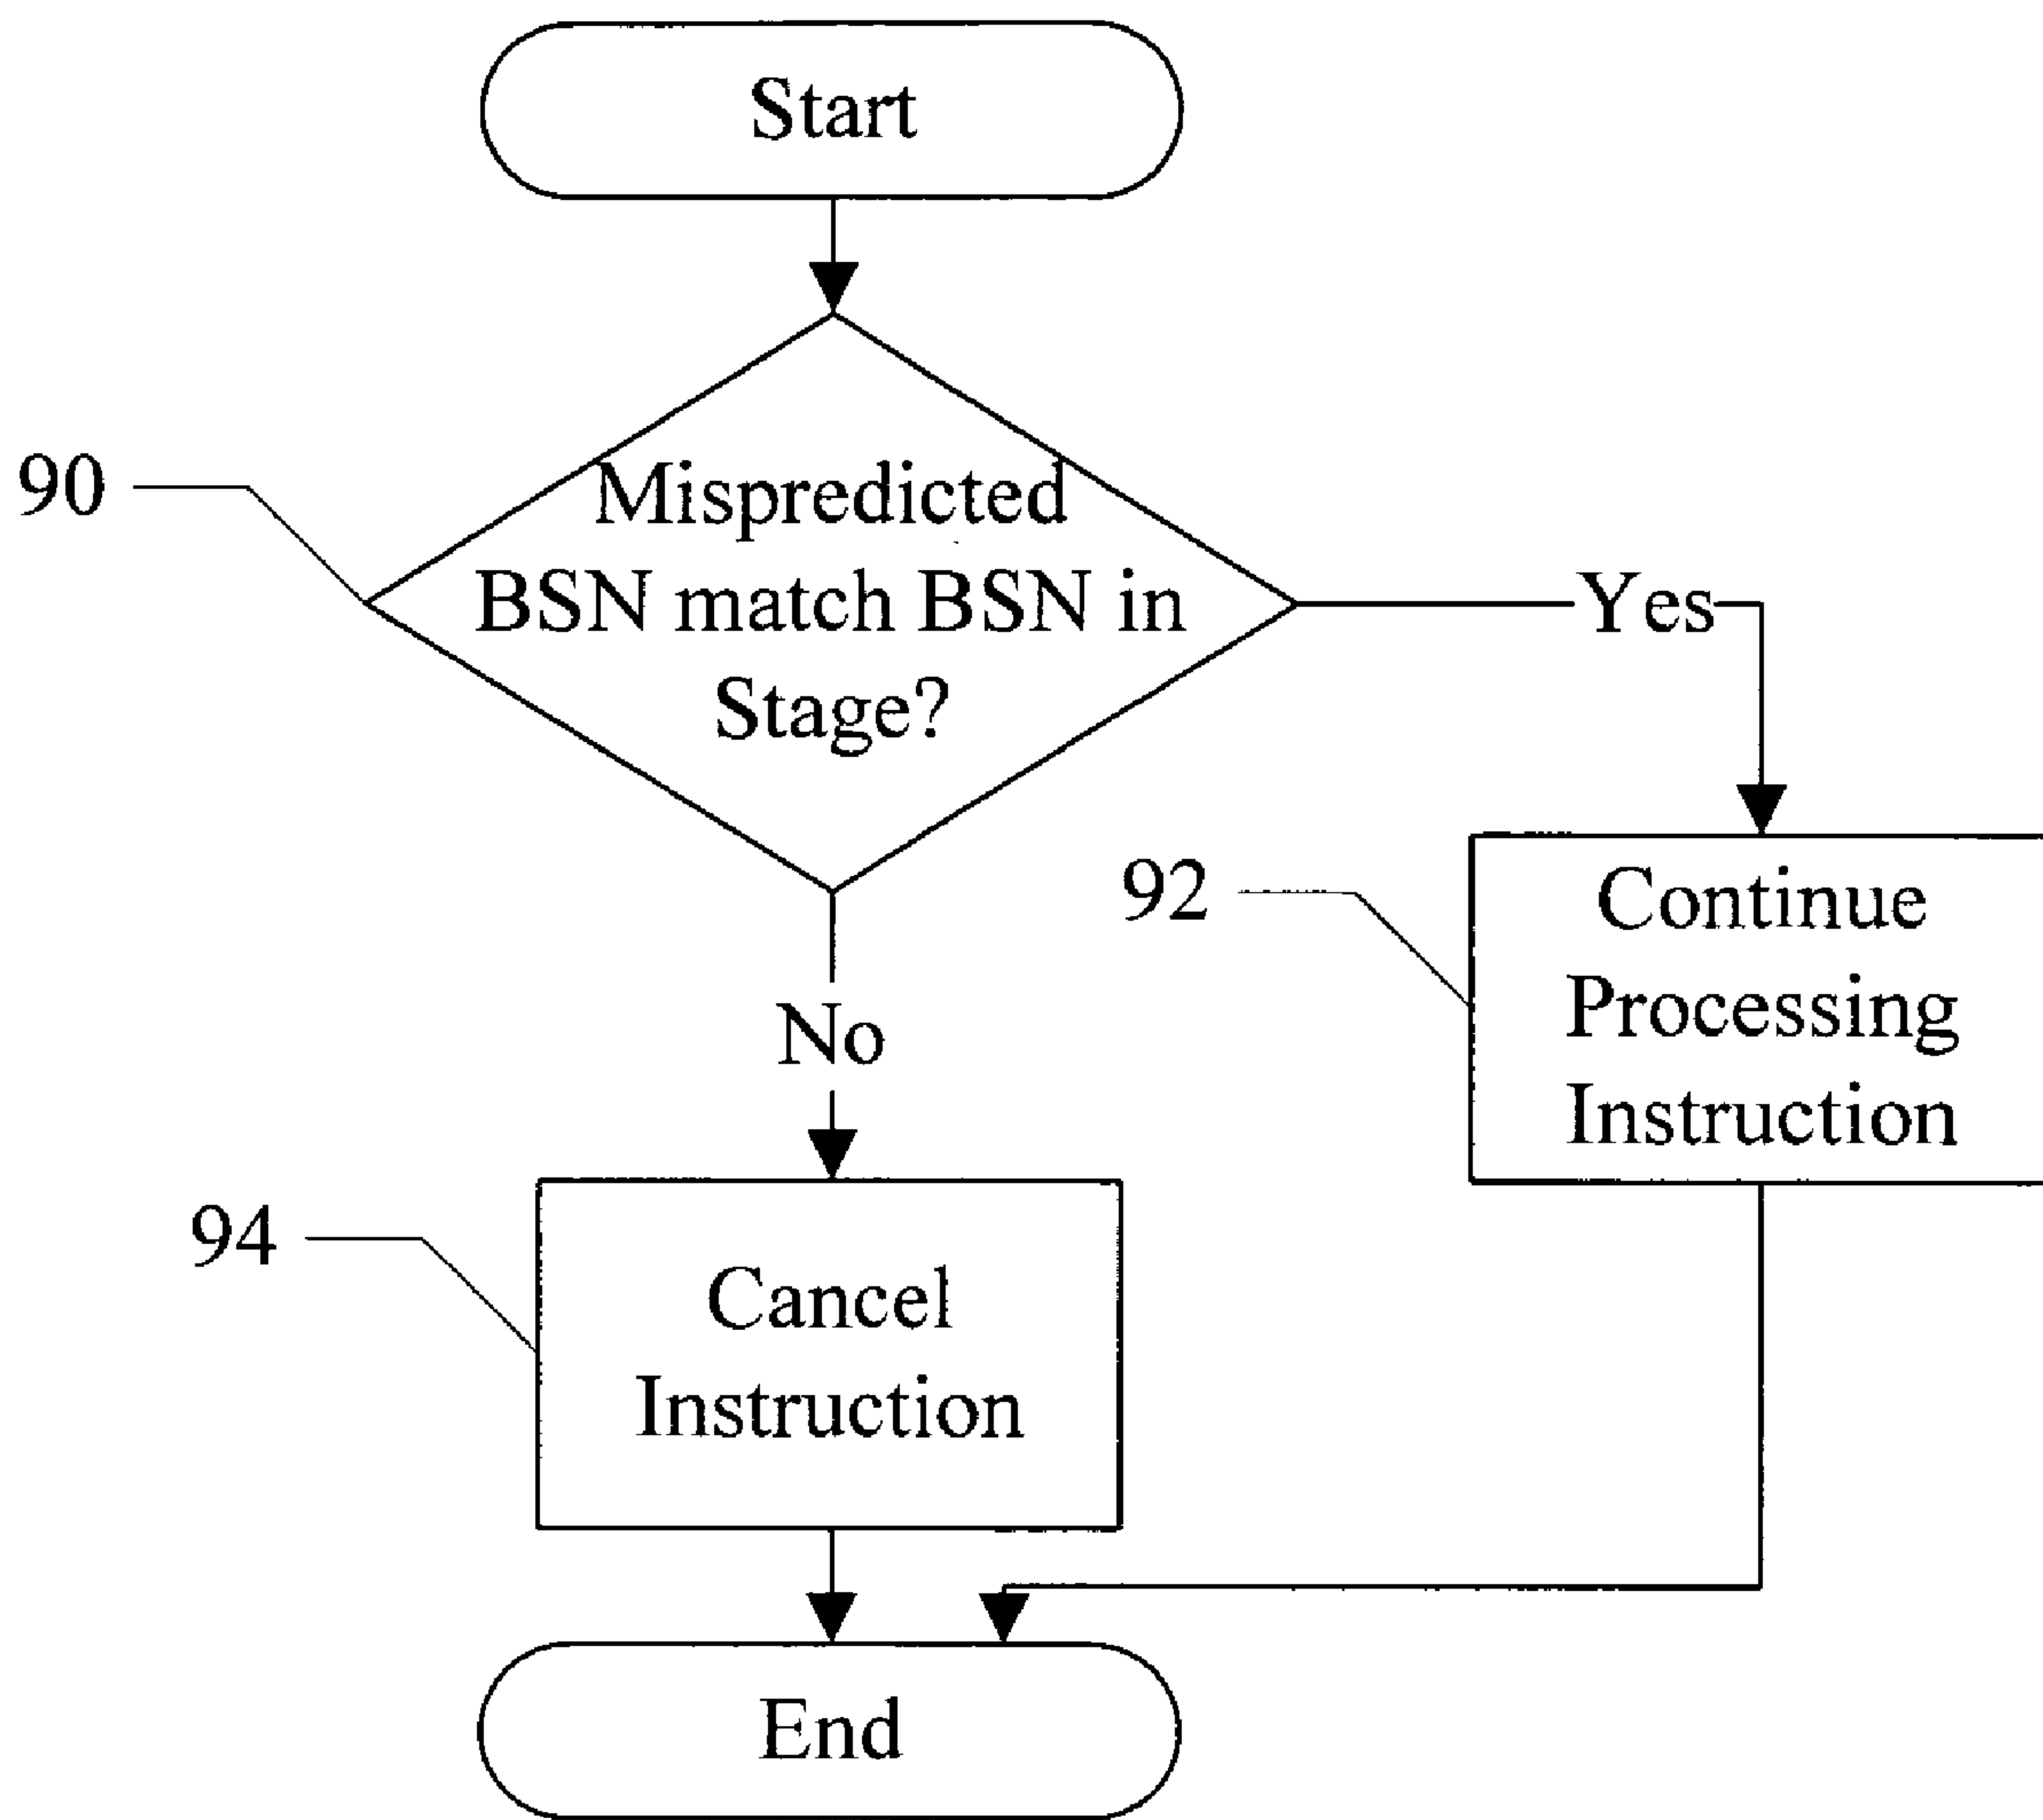 Start
90
Mispredicted
BSN match BSN in
Stage?
Yes
92
Continue
Processing
Instruction
No
94
Cancel
Instruction
End